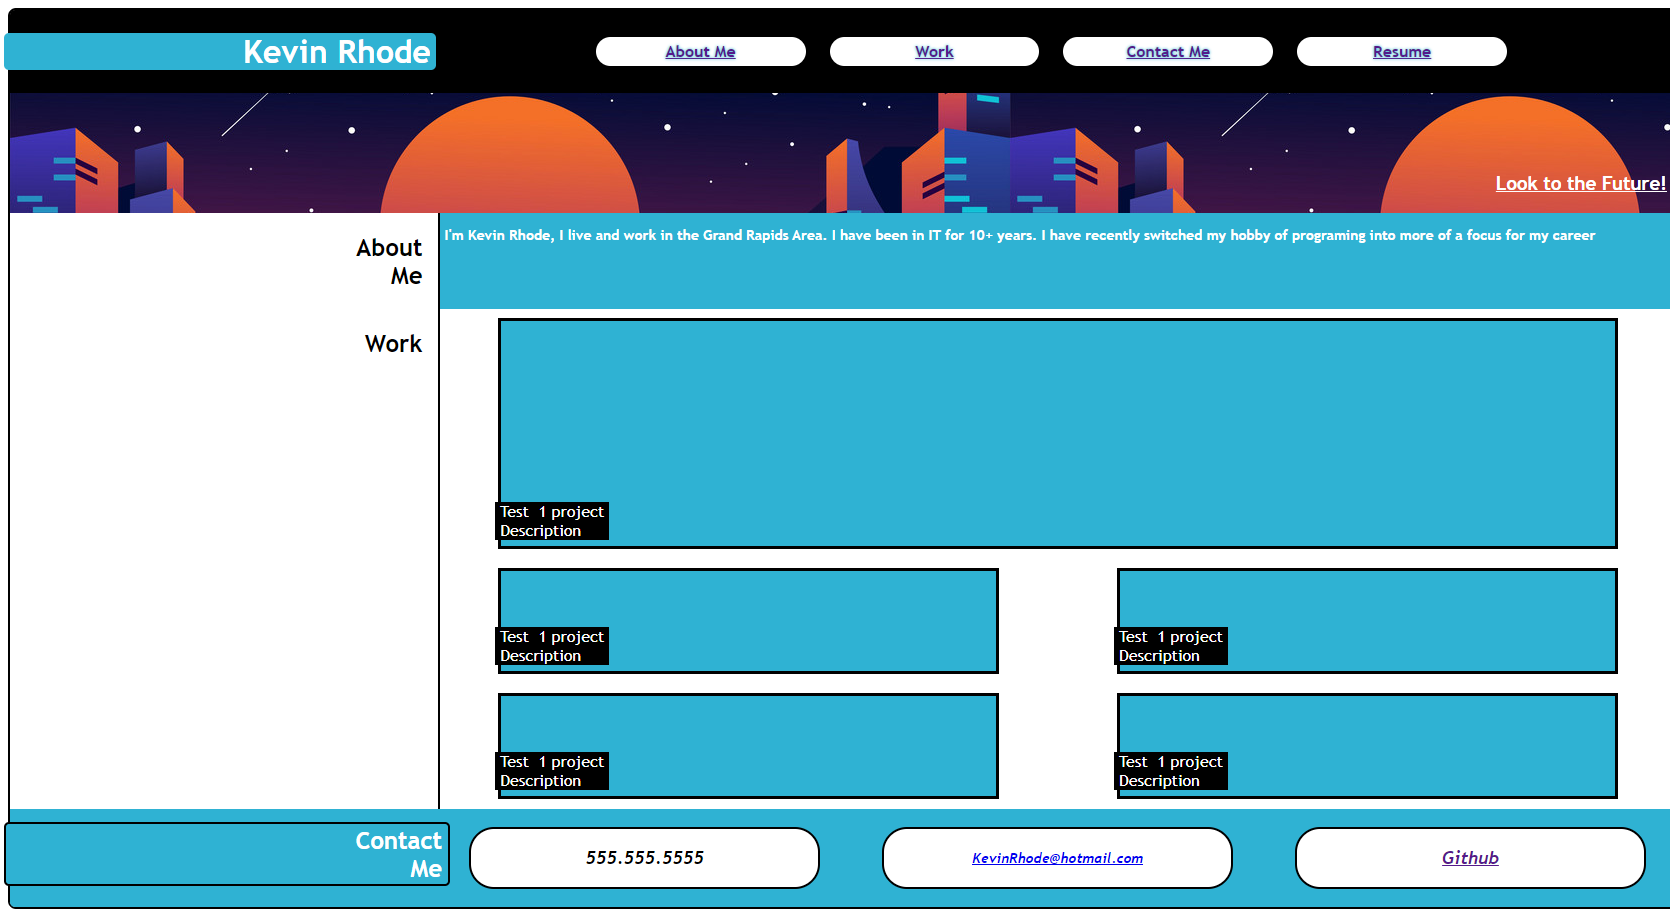 Kevin Rhode
About Me
Work
Contact Me
Resume
Look to the Future!
About
Me
I'm Kevin Rhode, I live and work in the Grand Rapids Area. I have been in IT for 10+ years. I have recently switched my hobby of programing into more of a focus for my career
Work
Test 1 project
Description
Test 1 project
Description
Test 1 project
Description
Test 1 project
Description
Test 1 project
Description
Contact
Me
555.555.5555
KevinRhode@hotmail.com
Github